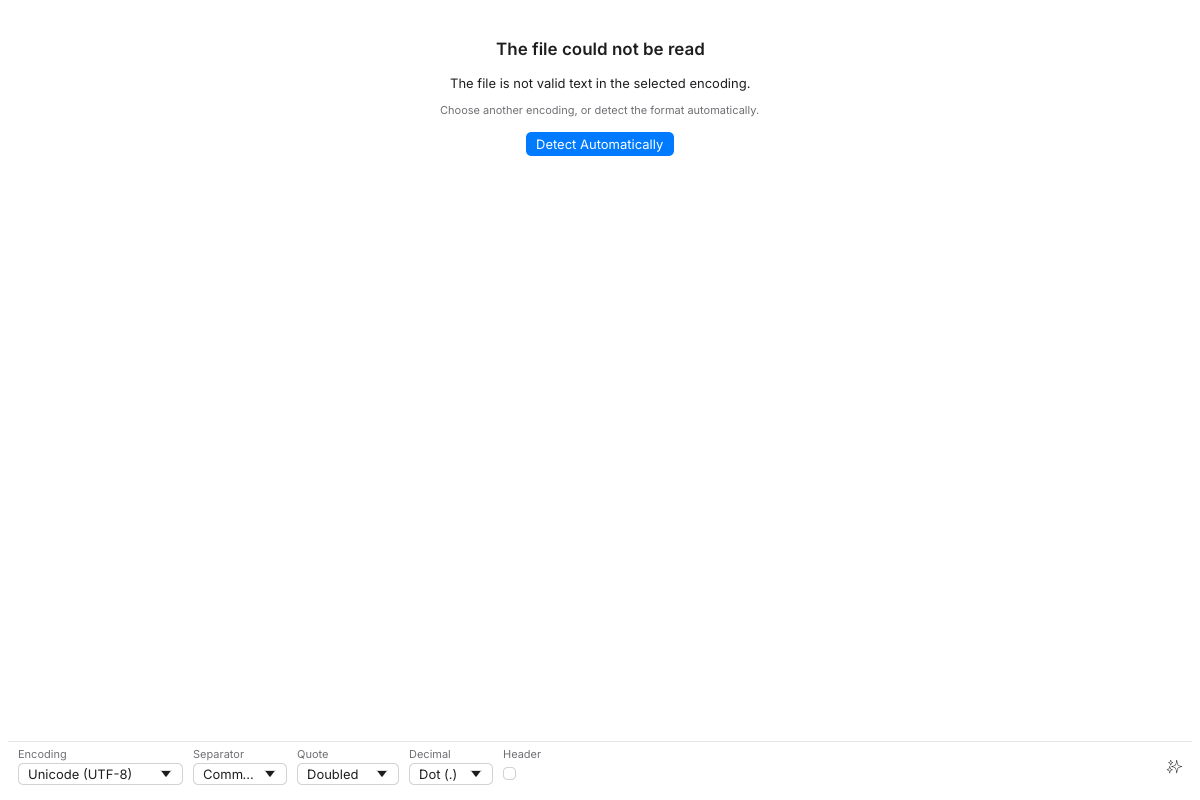 The file could not be read
The file is not valid text in the selected encoding.
Choose another encoding, or detect the format automatically.
Detect Automatically
Encoding Separator Quote Decimal Header
Unicode (UTF-8) Comm... Doubled Dot (.)